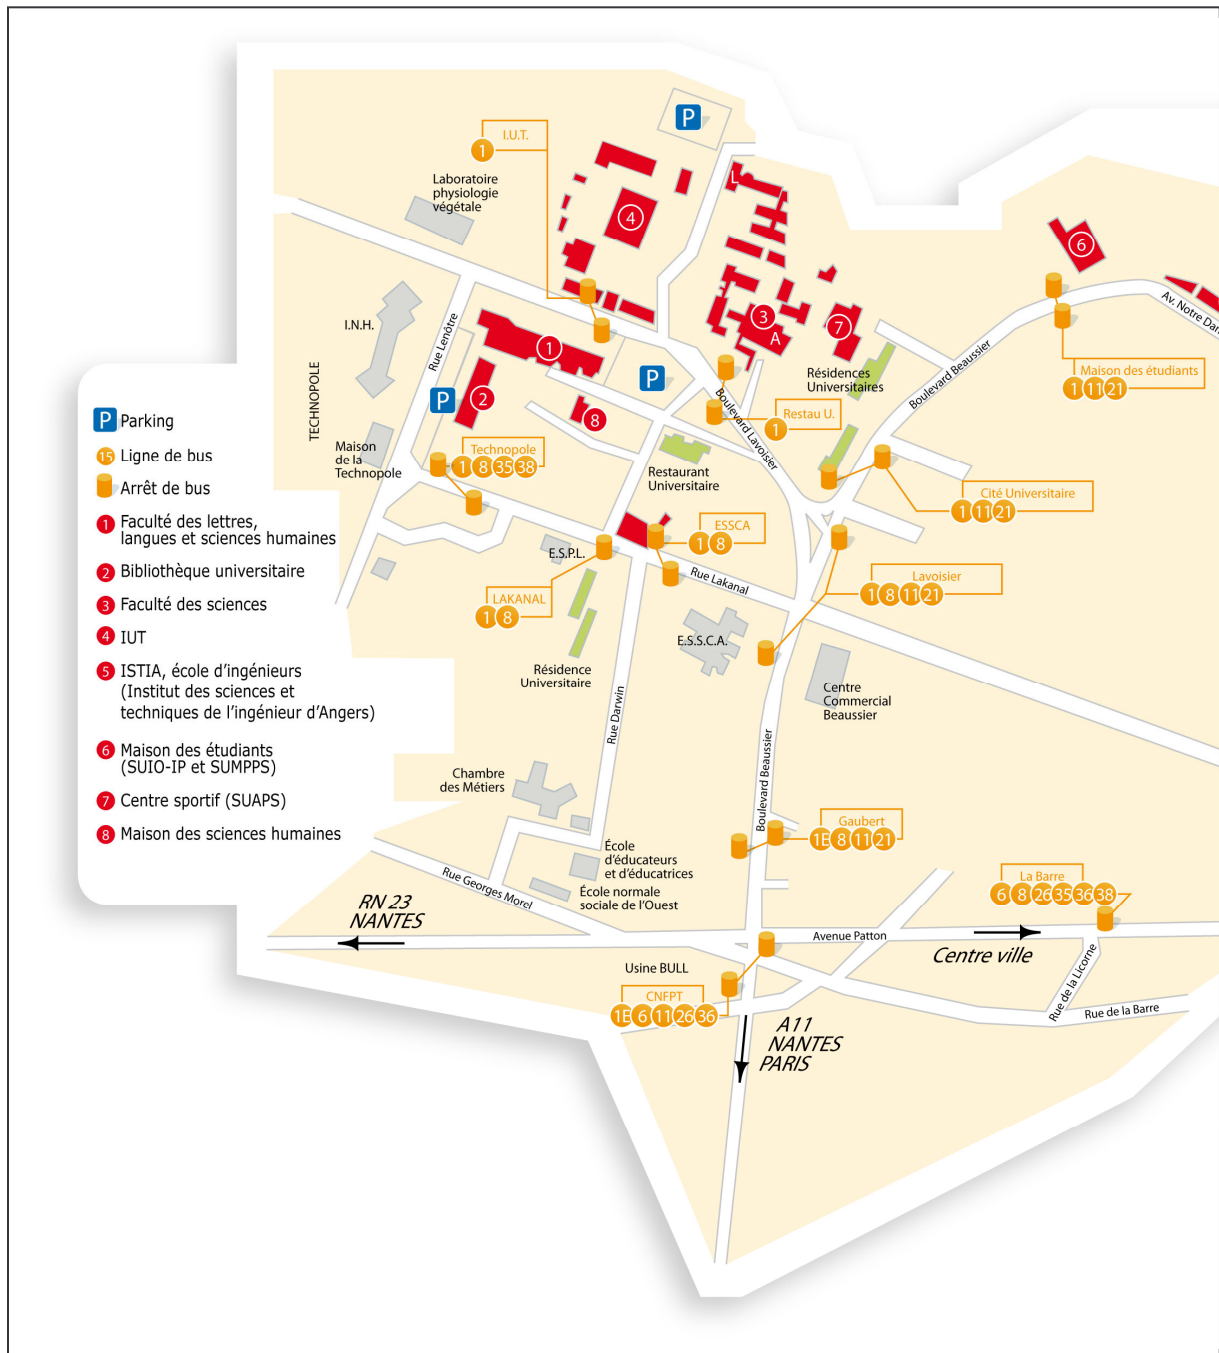 P
I.U.T.
1
Laboratoire
physiologie
végétale
L
4
6
I.N.H.
Rue Lenôtre
3
A
7
Av. Notre Dam
TECHNOPOLE
1
P
Résidences
Universitaires
Boulevard Beaussier
Maison des étudiants
1 11 21
P
2
8
Boulevard Lavoisier
Restau U.
1
Maison
de la
Technopole
Technopole
1 8 35 38
Restaurant
Universitaire
Cité Universitaire
1 11 21
ESSCA
1 8
E.S.P.L.
Rue Lakanal
Lavoisier
1 8 11 21
LAKANAL
1 8
E.S.S.C.A.
Résidence
Universitaire
Rue Darwin
Centre
Commercial
Beaussier
P Parking
15 Ligne de bus
Arrêt de bus
1 Faculté des lettres,
langues et sciences humaines
2 Bibliothèque universitaire
3 Faculté des sciences
4 IUT
5 ISTIA, école d'ingénieurs
(Institut des sciences et
techniques de l'ingénieur d'Angers)
6 Maison des étudiants
(SUIO-IP et SUMPPS)
7 Centre sportif (SUAPS)
8 Maison des sciences humaines
Chambre
des Métiers
Boulevard Beaussier
Gaubert
1E 8 11 21
École
d'éducateurs
et d'éducatrices
École normale
sociale de l'Ouest
Rue Georges Morel
La Barre
6 8 26 35 36 38
RN 23
NANTES
Avenue Patton
Centre ville
Usine BULL
Rue de la Licorne
CNFPT
1E 6 11 26 36
Rue de la Barre
A11
NANTES
PARIS